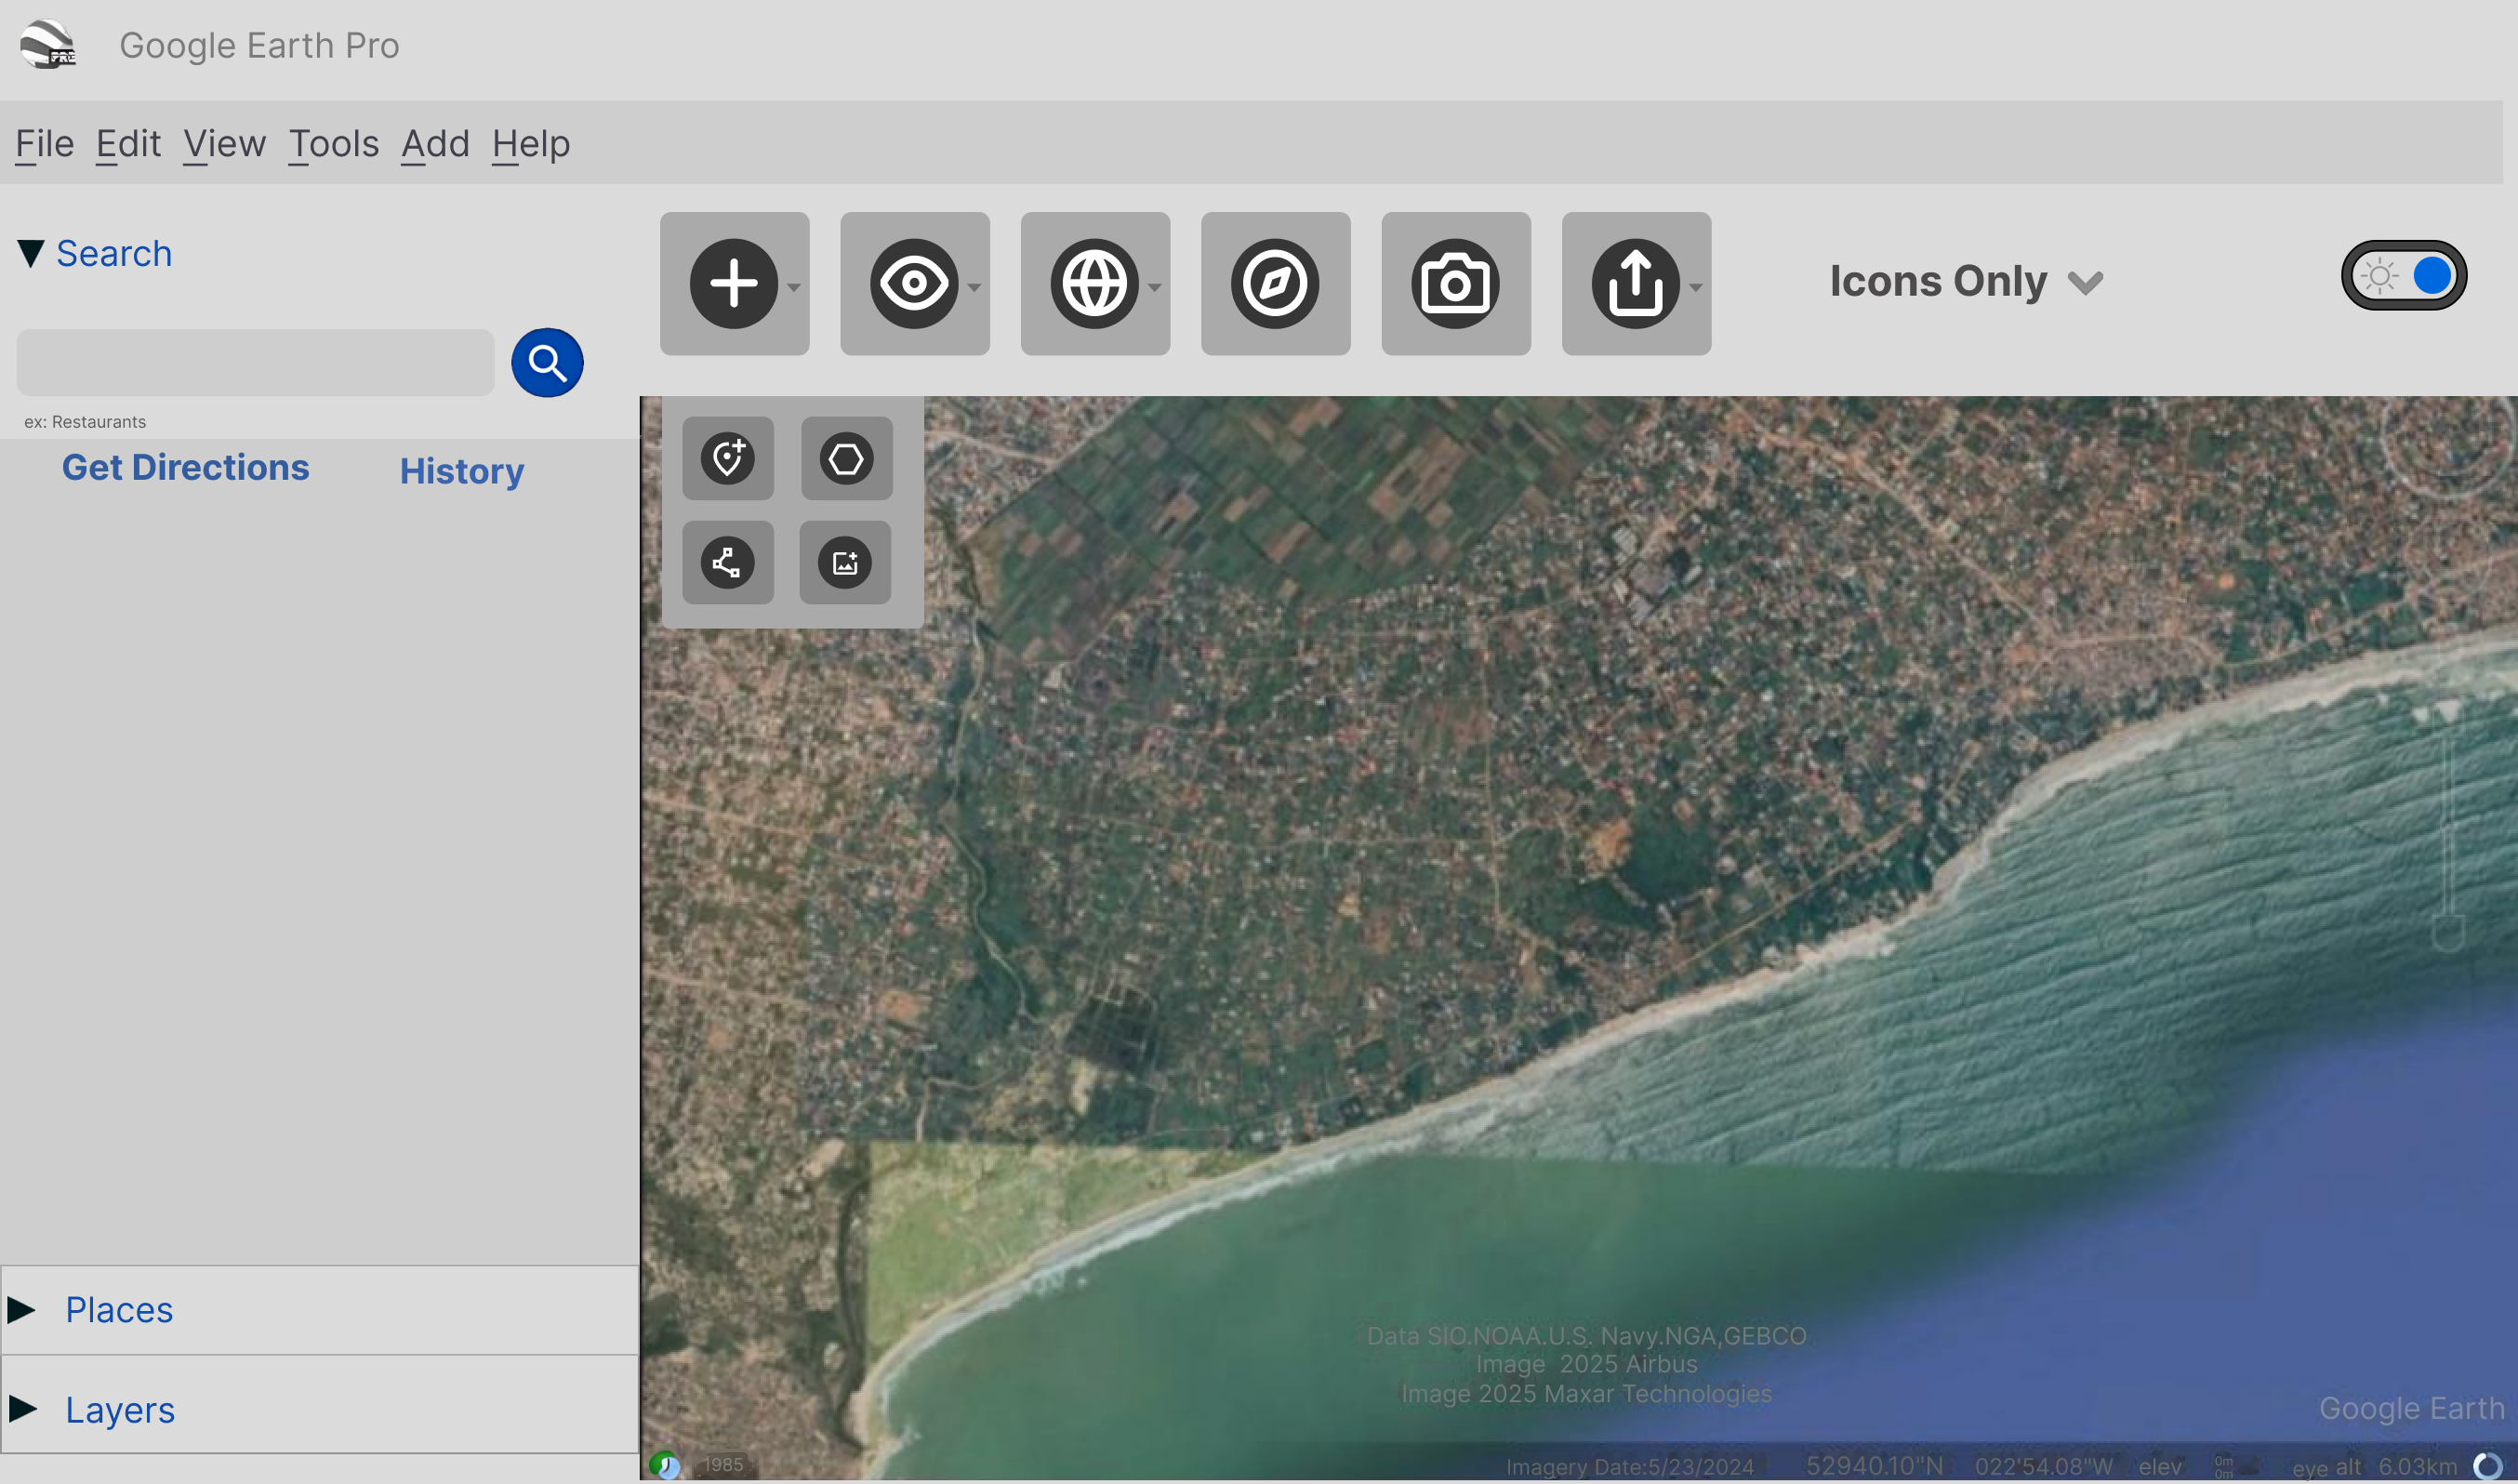 PRO
Google Earth Pro
File Edit View Tools Add Help
Search
Icons Only
ex: Restaurants
Get Directions History
Places
Layers
Data SIO.NOAA.U.S. Navy.NGA,GEBCO
Image 2025 Airbus
Image 2025 Maxar Technologies
Google Earth
1985
Imagery Date:5/23/2024 52940.10"N 022'54.08"W elev 0m
0m
eye alt 6.03km